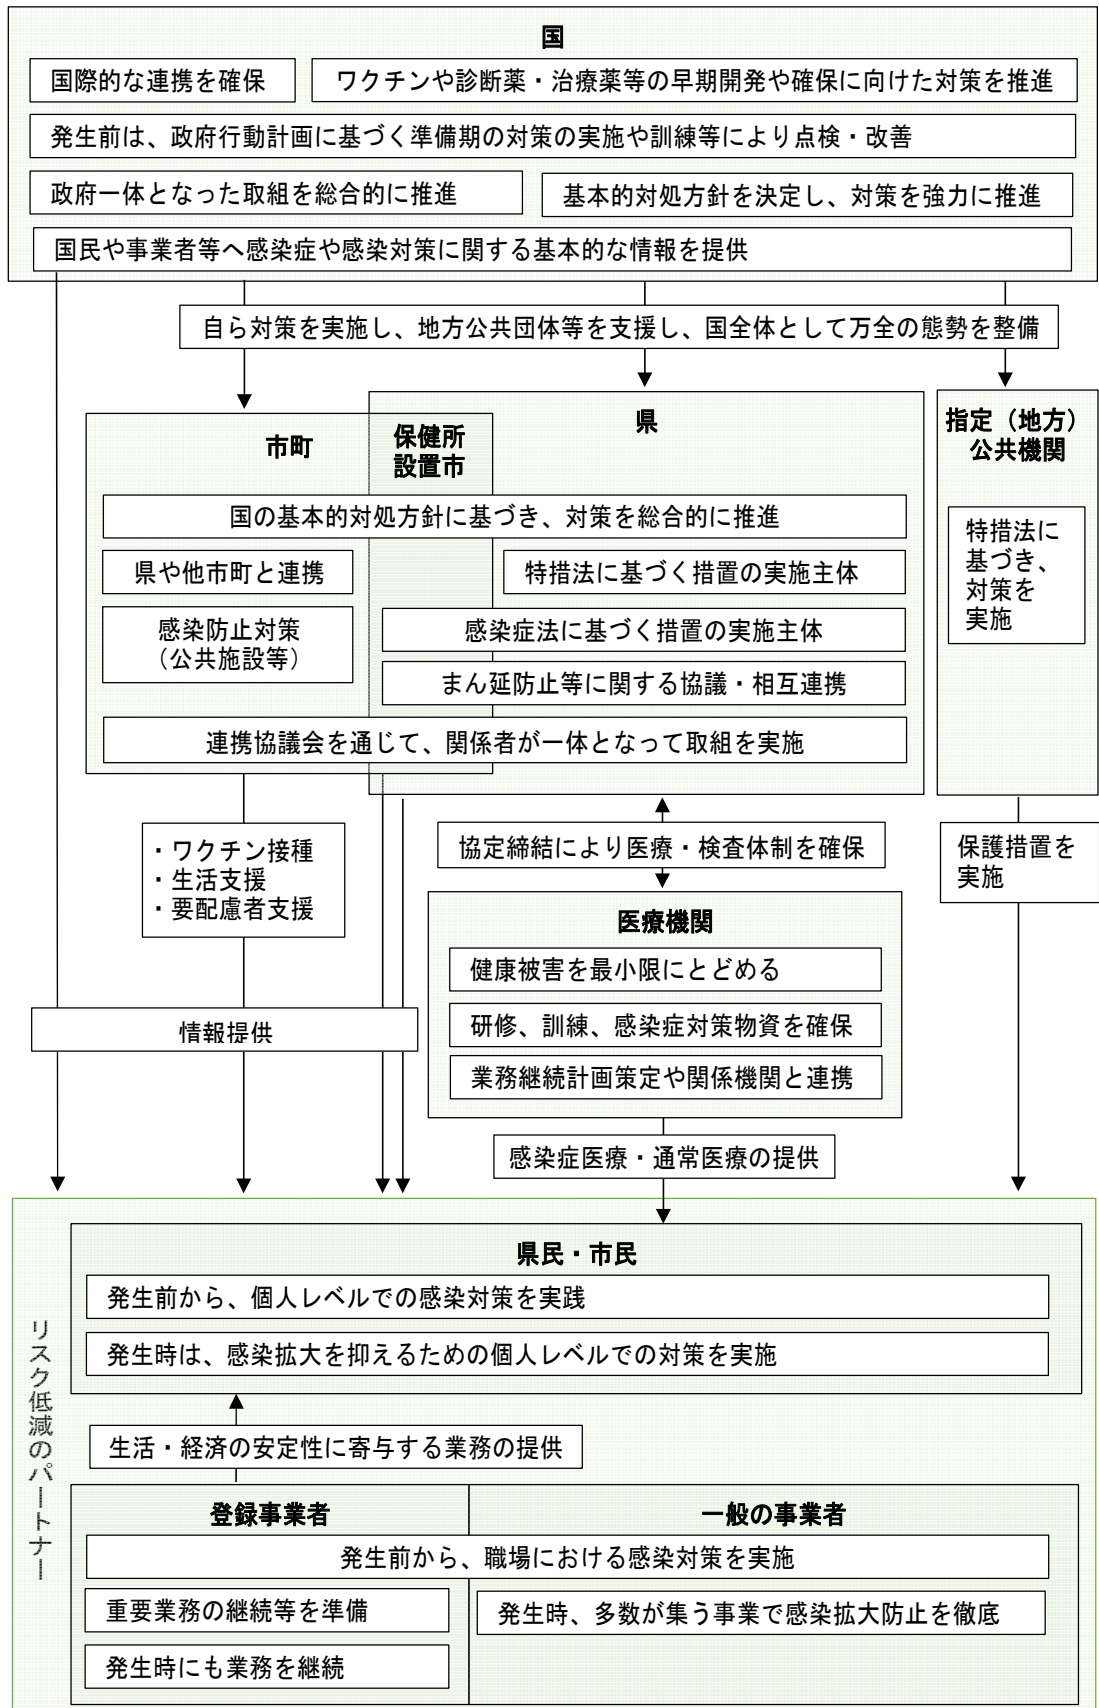 国
国際的な連携を確保
ワクチンや診断薬・治療薬等の早期開発や確保に向けた対策を推進
発生前は、政府行動計画に基づく準備期の対策の実施や訓練等により点検・改善
政府一体となった取組を総合的に推進
基本的対処方針を決定し、対策を強力に推進
国民や事業者等へ感染症や感染対策に関する基本的な情報を提供
自ら対策を実施し、地方公共団体等を支援し、国全体として万全の態勢を整備
市町
保健所
設置市
県
指定（地方）
公共機関
国の基本的対処方針に基づき、対策を総合的に推進
県や他市町と連携
特措法に基づく措置の実施主体
感染防止対策
（公共施設等）
感染症法に基づく措置の実施主体
まん延防止等に関する協議・相互連携
連携協議会を通じて、関係者が一体となって取組を実施
特措法に
基づき、
対策を
実施
・ワクチン接種
・生活支援
・要配慮者支援
協定締結により医療・検査体制を確保
保護措置を
実施
医療機関
健康被害を最小限にとどめる
研修、訓練、感染症対策物資を確保
業務継続計画策定や関係機関と連携
情報提供
感染症医療・通常医療の提供
リスク低減のパートナー
県民・市民
発生前から、個人レベルでの感染対策を実践
発生時は、感染拡大を抑えるための個人レベルでの対策を実施
生活・経済の安定性に寄与する業務の提供
登録事業者
一般の事業者
発生前から、職場における感染対策を実施
重要業務の継続等を準備
発生時、多数が集う事業で感染拡大防止を徹底
発生時にも業務を継続